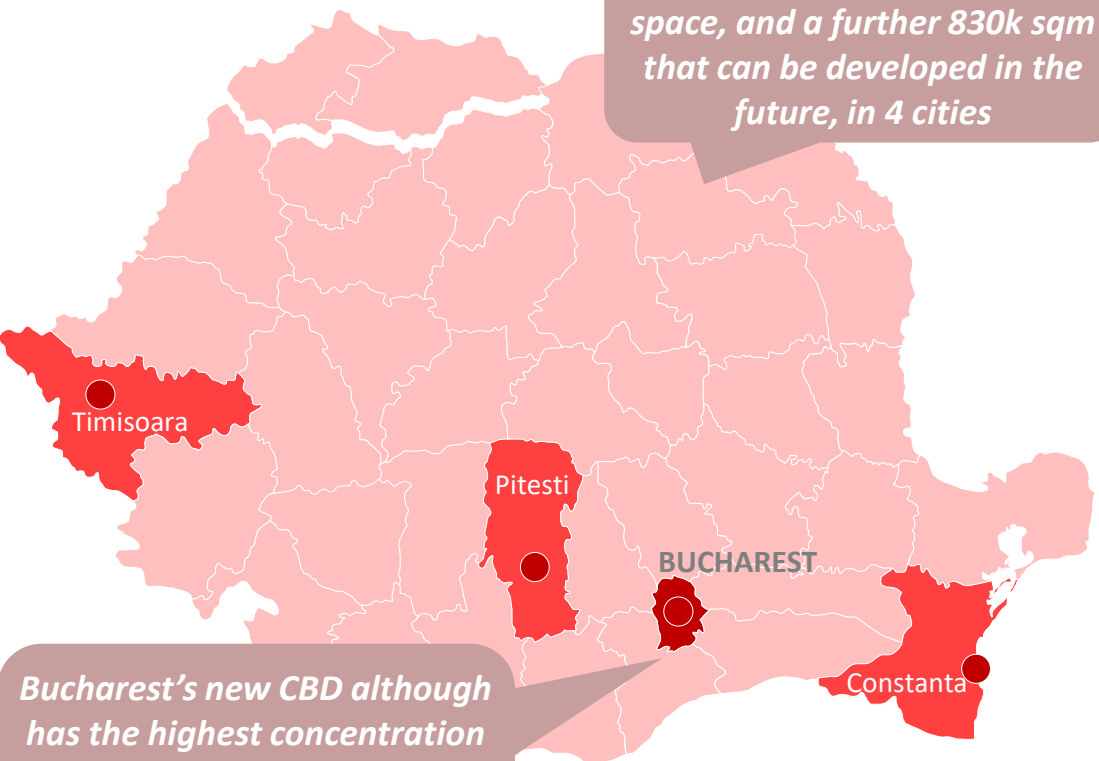 space, and a further 830k sqm
that can be developed in the
future, in 4 cities
Timisoara
Pitesti
BUCHAREST
Constanta
Bucharest’s new CBD although
has the highest concentration